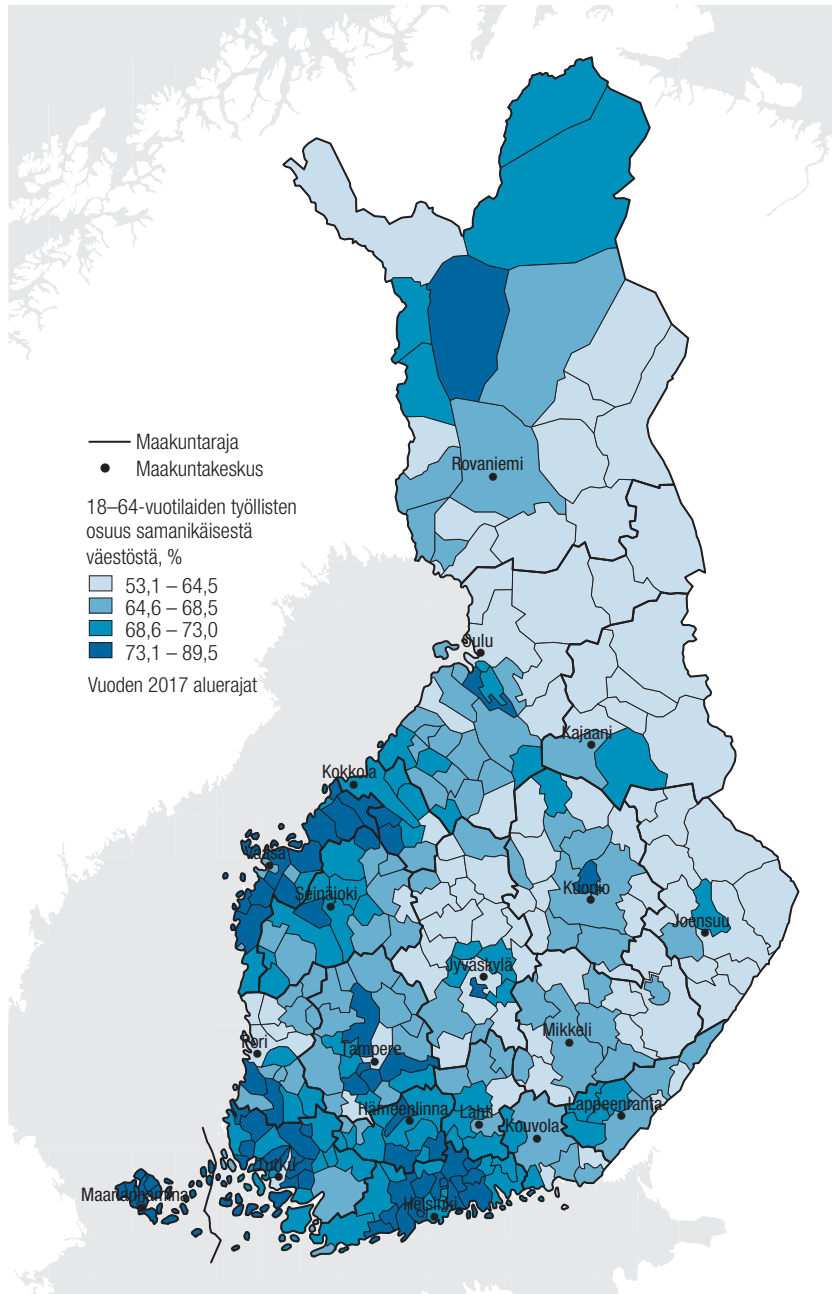 Maakuntaraja
Maakuntakeskus
18–64-vuotilaiden työllisten
osuus samanikäisestä
väestöstä, %
53,1 – 64,5
64,6 – 68,5
68,6 – 73,0
73,1 – 89,5
Vuoden 2017 aluerajat
Rovaniemi
Oulu
Kajaani
Kokkola
Vaasa
Seinäjoki
Kuopio
Joensuu
Jyväskylä
Mikkeli
Pori
Tampere
Hämeenlinna
Lahti
Kouvola
Lappeenranta
Turku
Maarianhamina
Helsinki